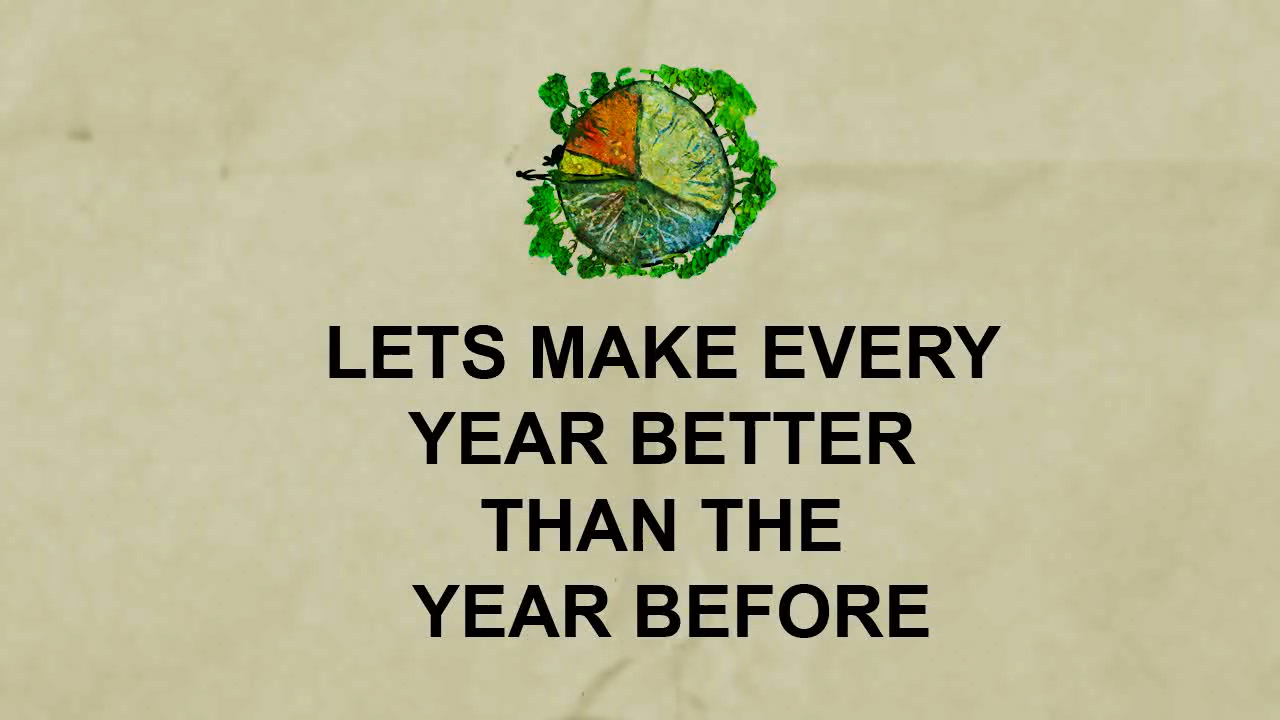 LETS MAKE EVERY
YEAR BETTER
THAN THE
YEAR BEFORE